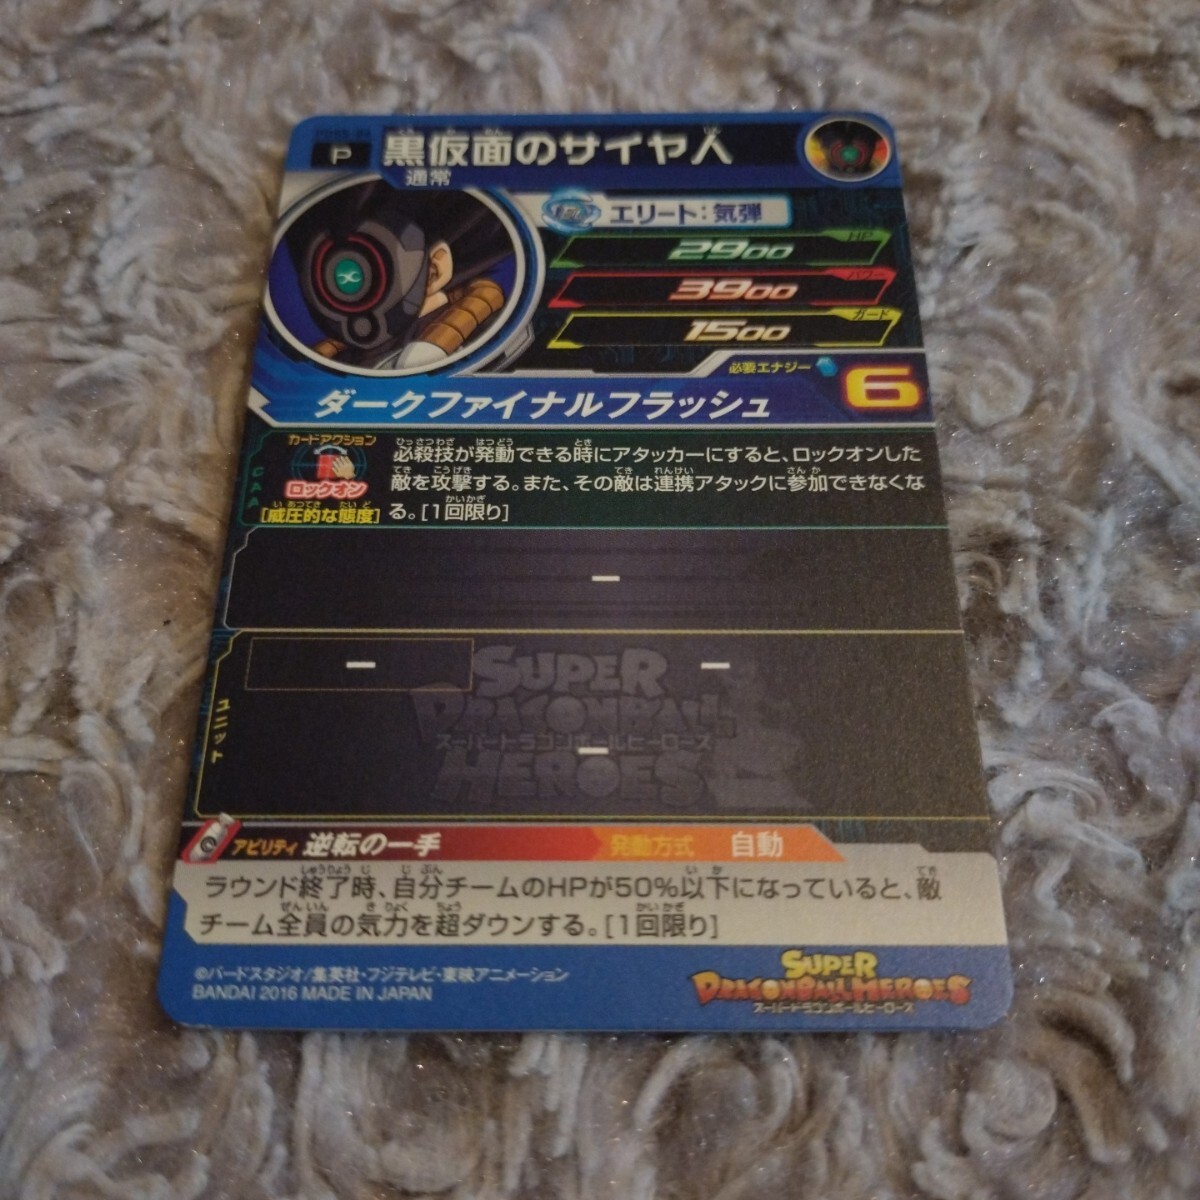 P 黒仮面のサイヤ人
通常
エリート:気弾
HP
2900
パワー
3900
ガード
1500
必要エナジー 6
ダークファイナルフラッシュ
CAA
カードアクション
ロックオン
[威圧的な態度]
必殺技が発動できる時にアタッカーにすると、ロックオンした
敵を攻撃する。また、その敵は連携アタックに参加できなくな
る。[1回限り]
ー
ユニット
ー ー
ー
SUPER
DRAGONBALL
スーパードラゴンボールヒーローズ
HEROES
アビリティ 逆転の一手 発動方式 自動
ラウンド終了時、自分チームのHPが50%以下になっていると、敵
チーム全員の気力を超ダウンする。[1回限り]
©バードスタジオ/集英社・フジテレビ・東映アニメーション
BANDAI 2016 MADE IN JAPAN
SUPER
DRAGONBALL HEROES
スーパードラゴンボールヒーローズ